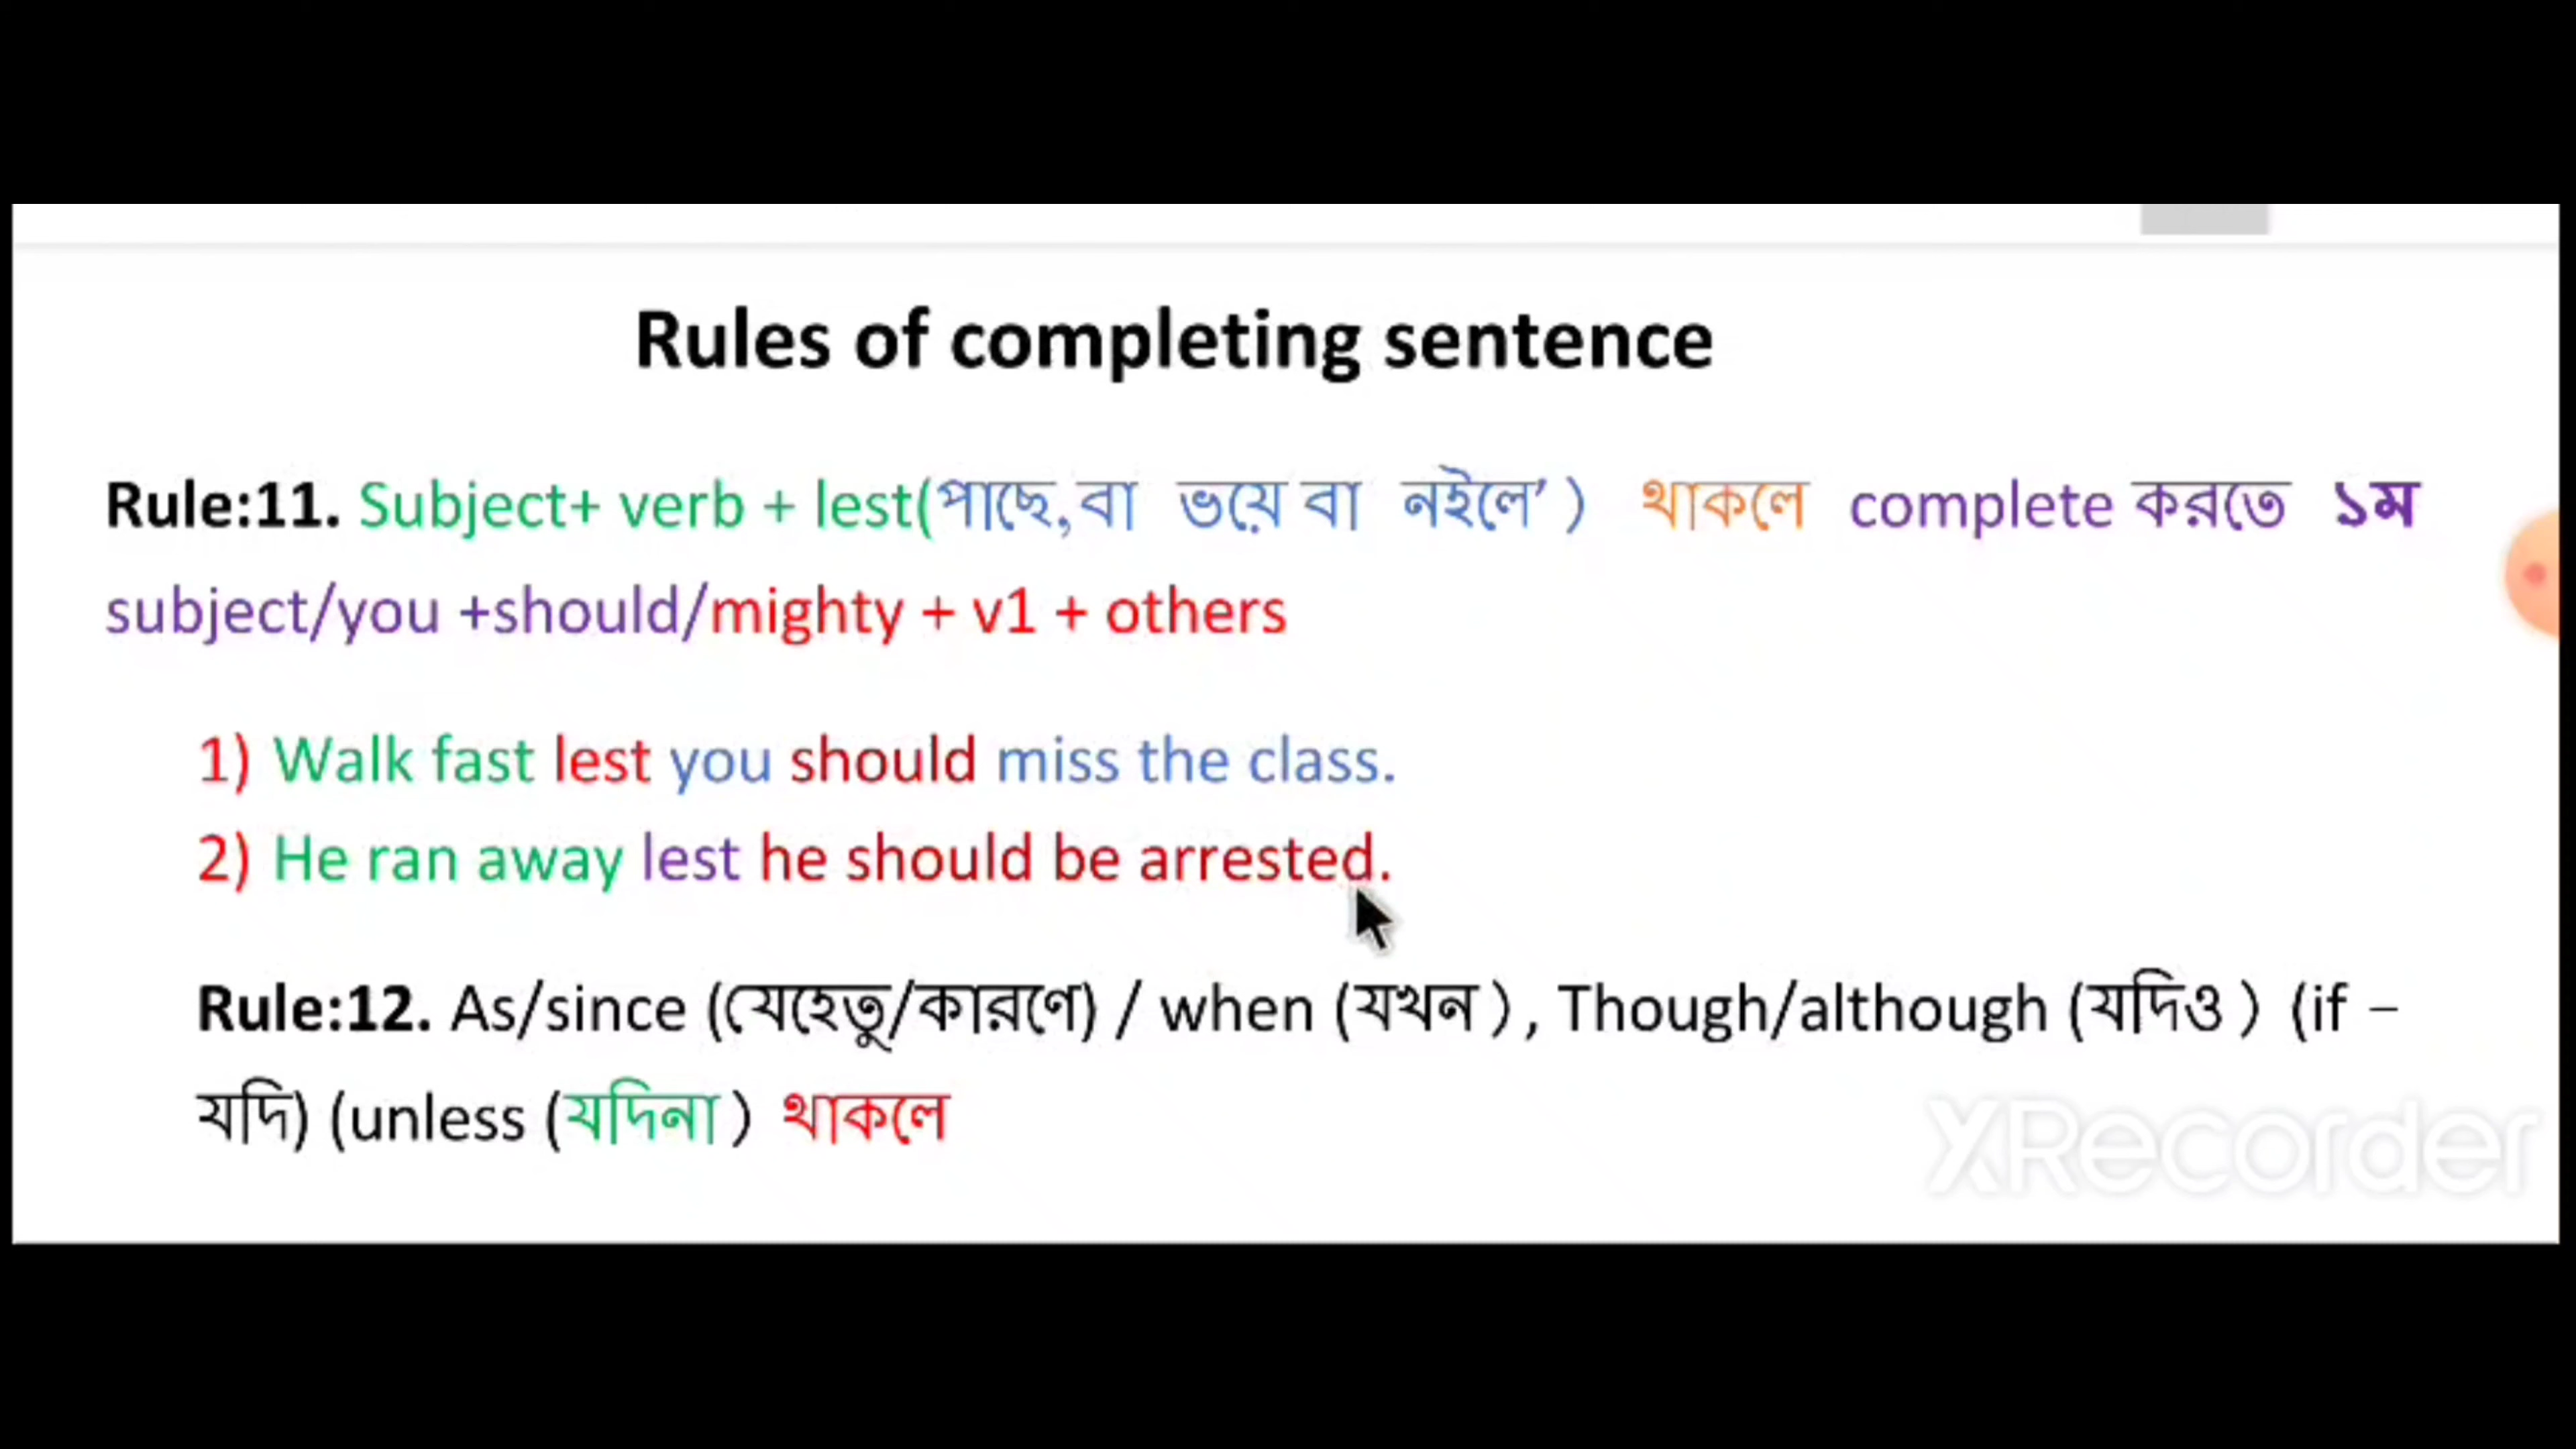 Rules of completing sentence
Rule:11. Subject+ verb + lest(পাছে,বা ভয়ে বা নইলে’ ) থাকলে complete করতে ১ম
subject/you +should/mighty + v1 + others
1) Walk fast lest you should miss the class.
2) He ran away lest he should be arrested.
Rule:12. As/since (যেহেতু/কারণে) / when (যখন ), Though/although (যদিও ) (if –
যদি) (unless (যদিনা ) থাকলে
XRecorder